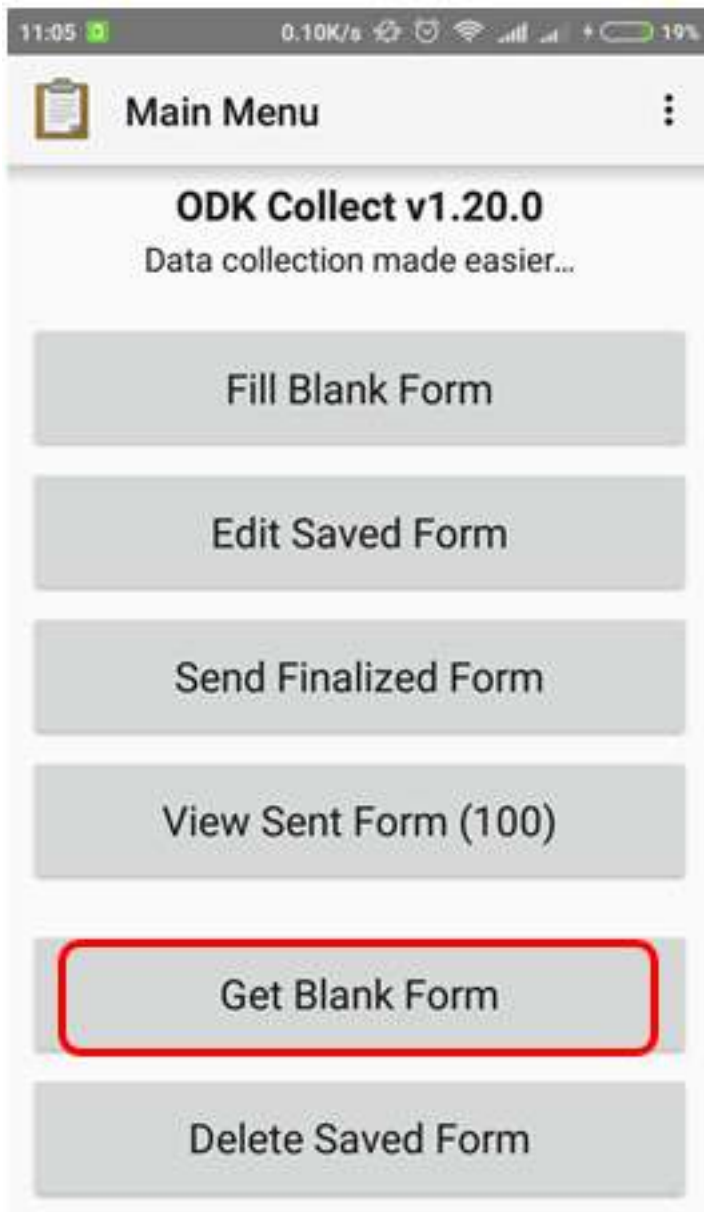 11:05 0.10K/s 19%
Main Menu
ODK Collect v1.20.0
Data collection made easier...
Fill Blank Form
Edit Saved Form
Send Finalized Form
View Sent Form (100)
Get Blank Form
Delete Saved Form